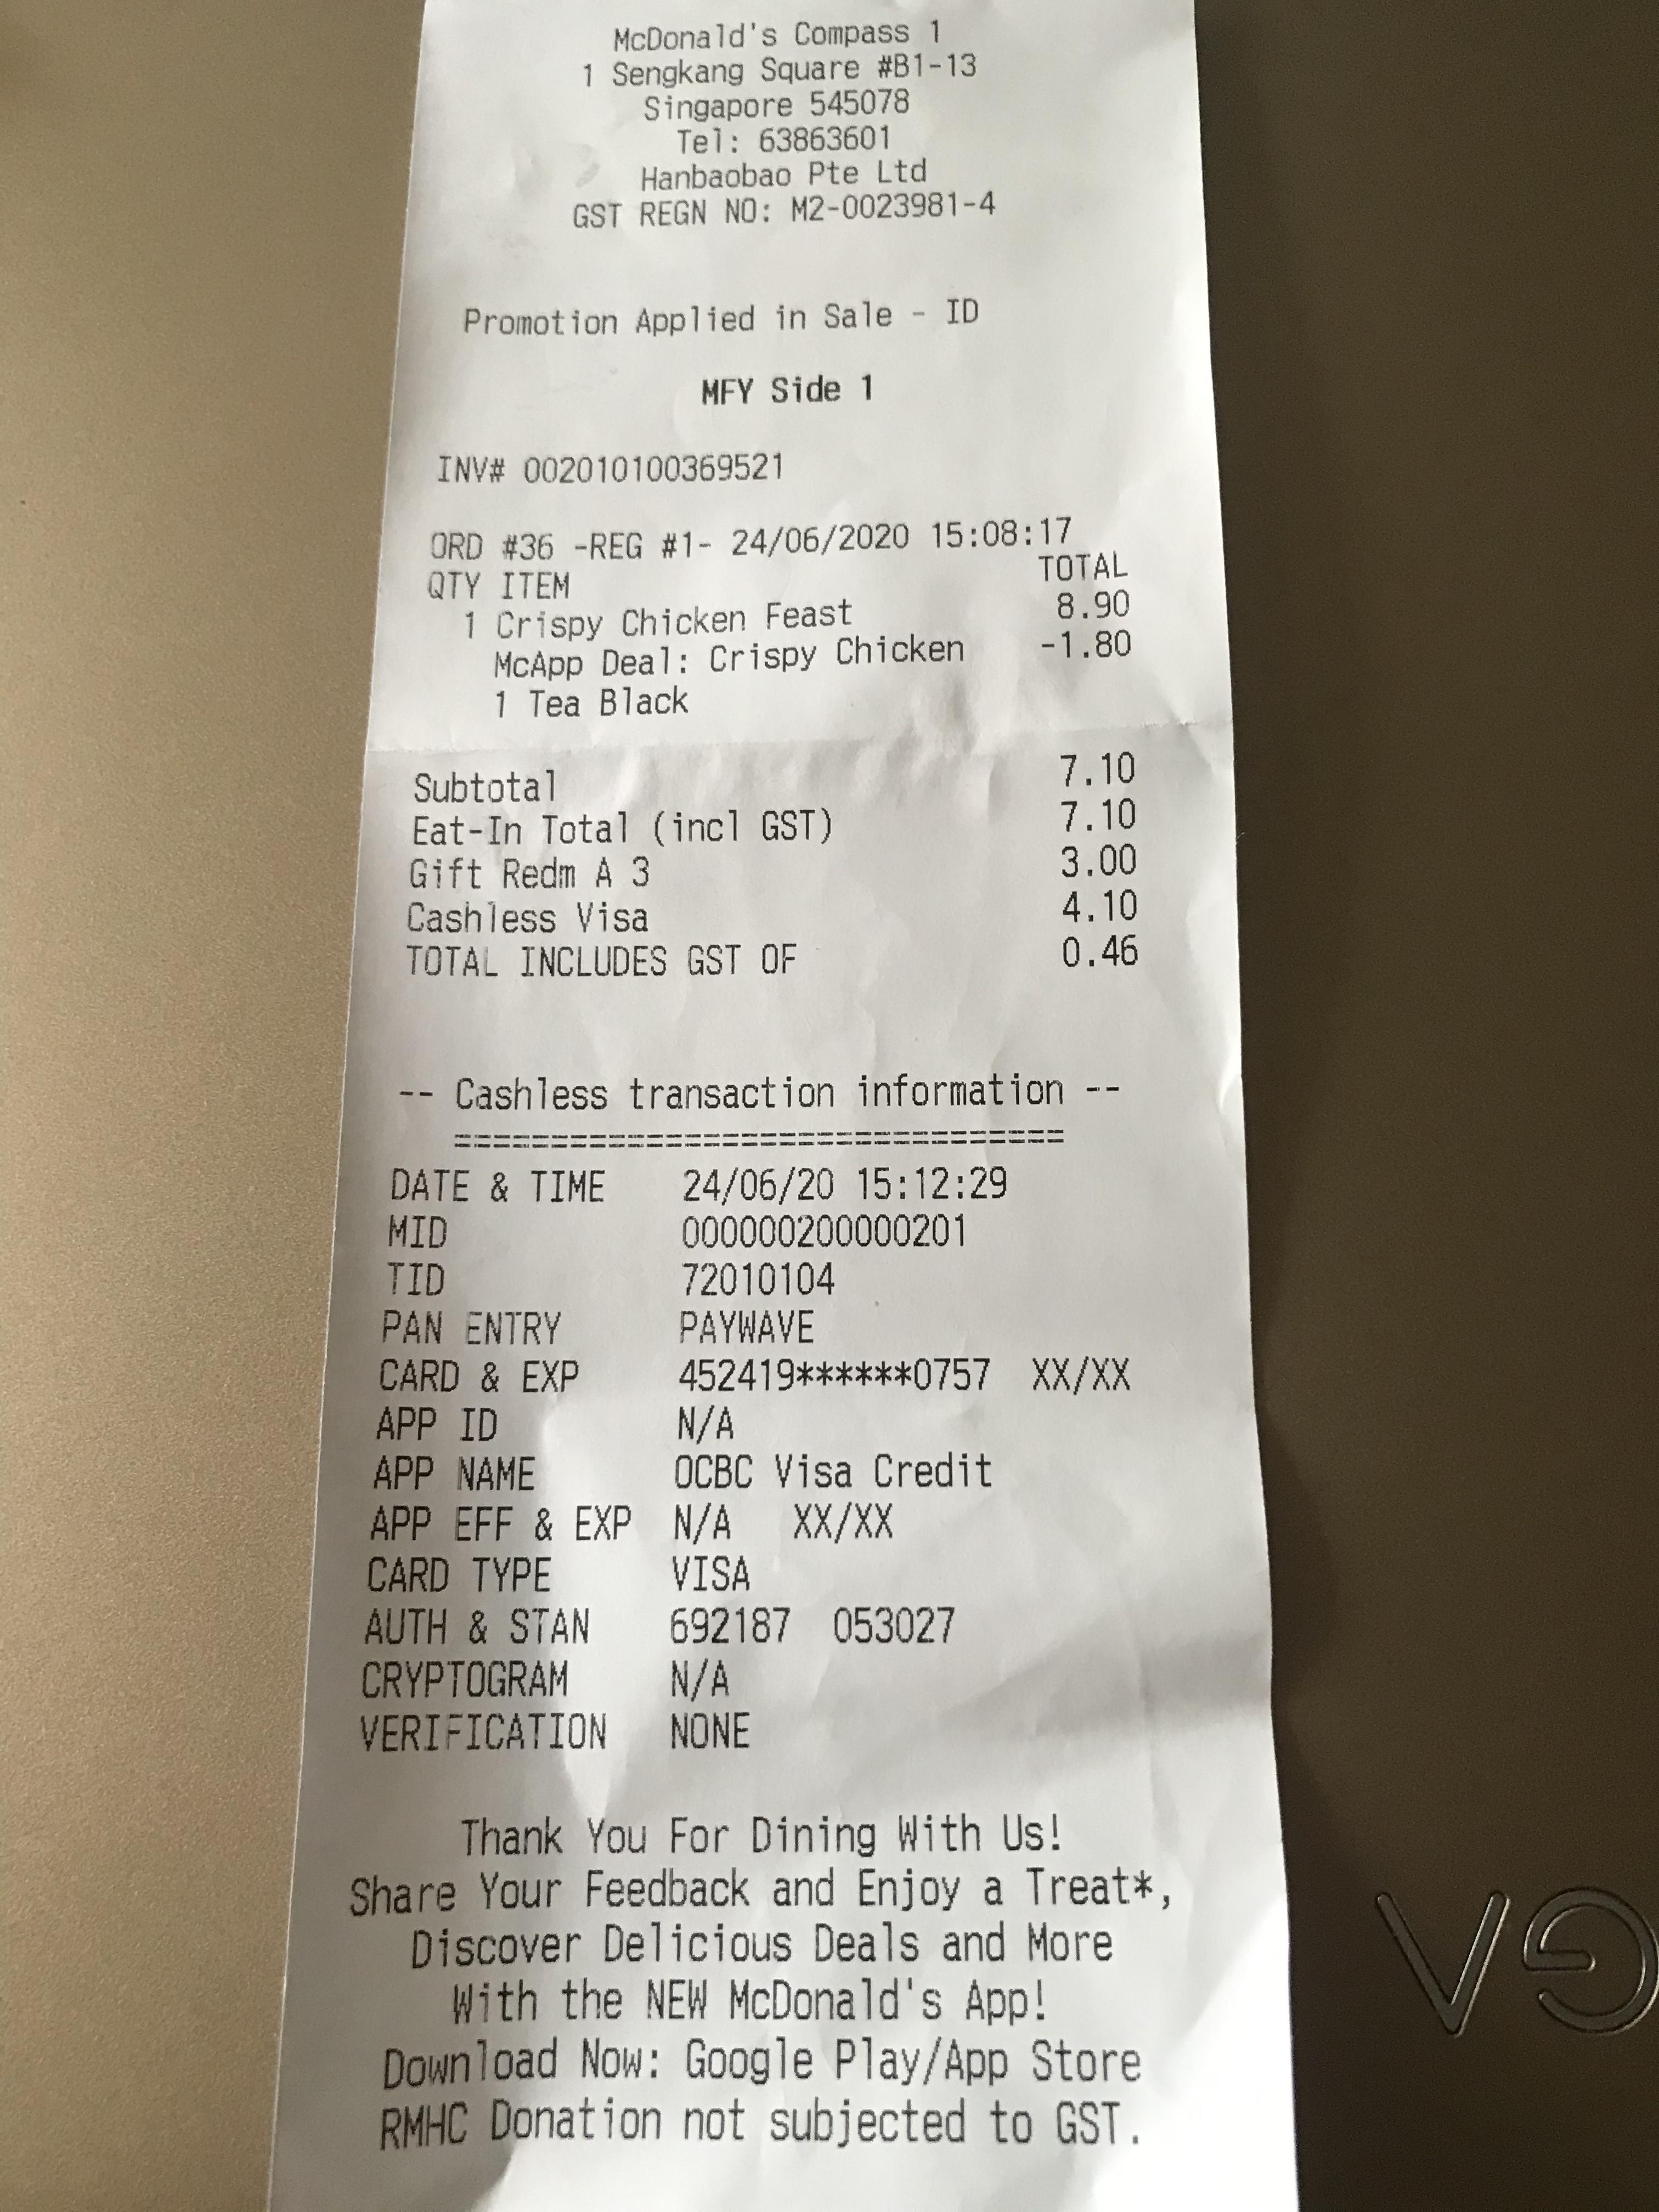 McDonald's Compass 1
1 Sengkang Square #B1-13
Singapore 545078
Tel: 63863601
Hanbaobao Pte Ltd
GST REGN NO: M2-0023981-4
Promotion Applied in Sale - ID
MFY Side 1
INV# 002010100369521
ORD #36 -REG #1- 24/06/2020 15:08:17
QTY ITEM TOTAL
1 Crispy Chicken Feast 8.90
McApp Deal: Crispy Chicken -1.80
1 Tea Black
Subtotal 7.10
Eat-In Total (incl GST) 7.10
Gift Redm A 3 3.00
Cashless Visa 4.10
TOTAL INCLUDES GST OF 0.46
-- Cashless transaction information --
================================
DATE & TIME 24/06/20 15:12:29
MID 000000200000201
TID 72010104
PAN ENTRY PAYWAVE
CARD & EXP 452419******0757 XX/XX
APP ID N/A
APP NAME OCBC Visa Credit
APP EFF & EXP N/A XX/XX
CARD TYPE VISA
AUTH & STAN 692187 053027
CRYPTOGRAM N/A
VERIFICATION NONE
Thank You For Dining With Us!
Share Your Feedback and Enjoy a Treat*,
Discover Delicious Deals and More
With the NEW McDonald's App!
Download Now: Google Play/App Store
RMHC Donation not subjected to GST.